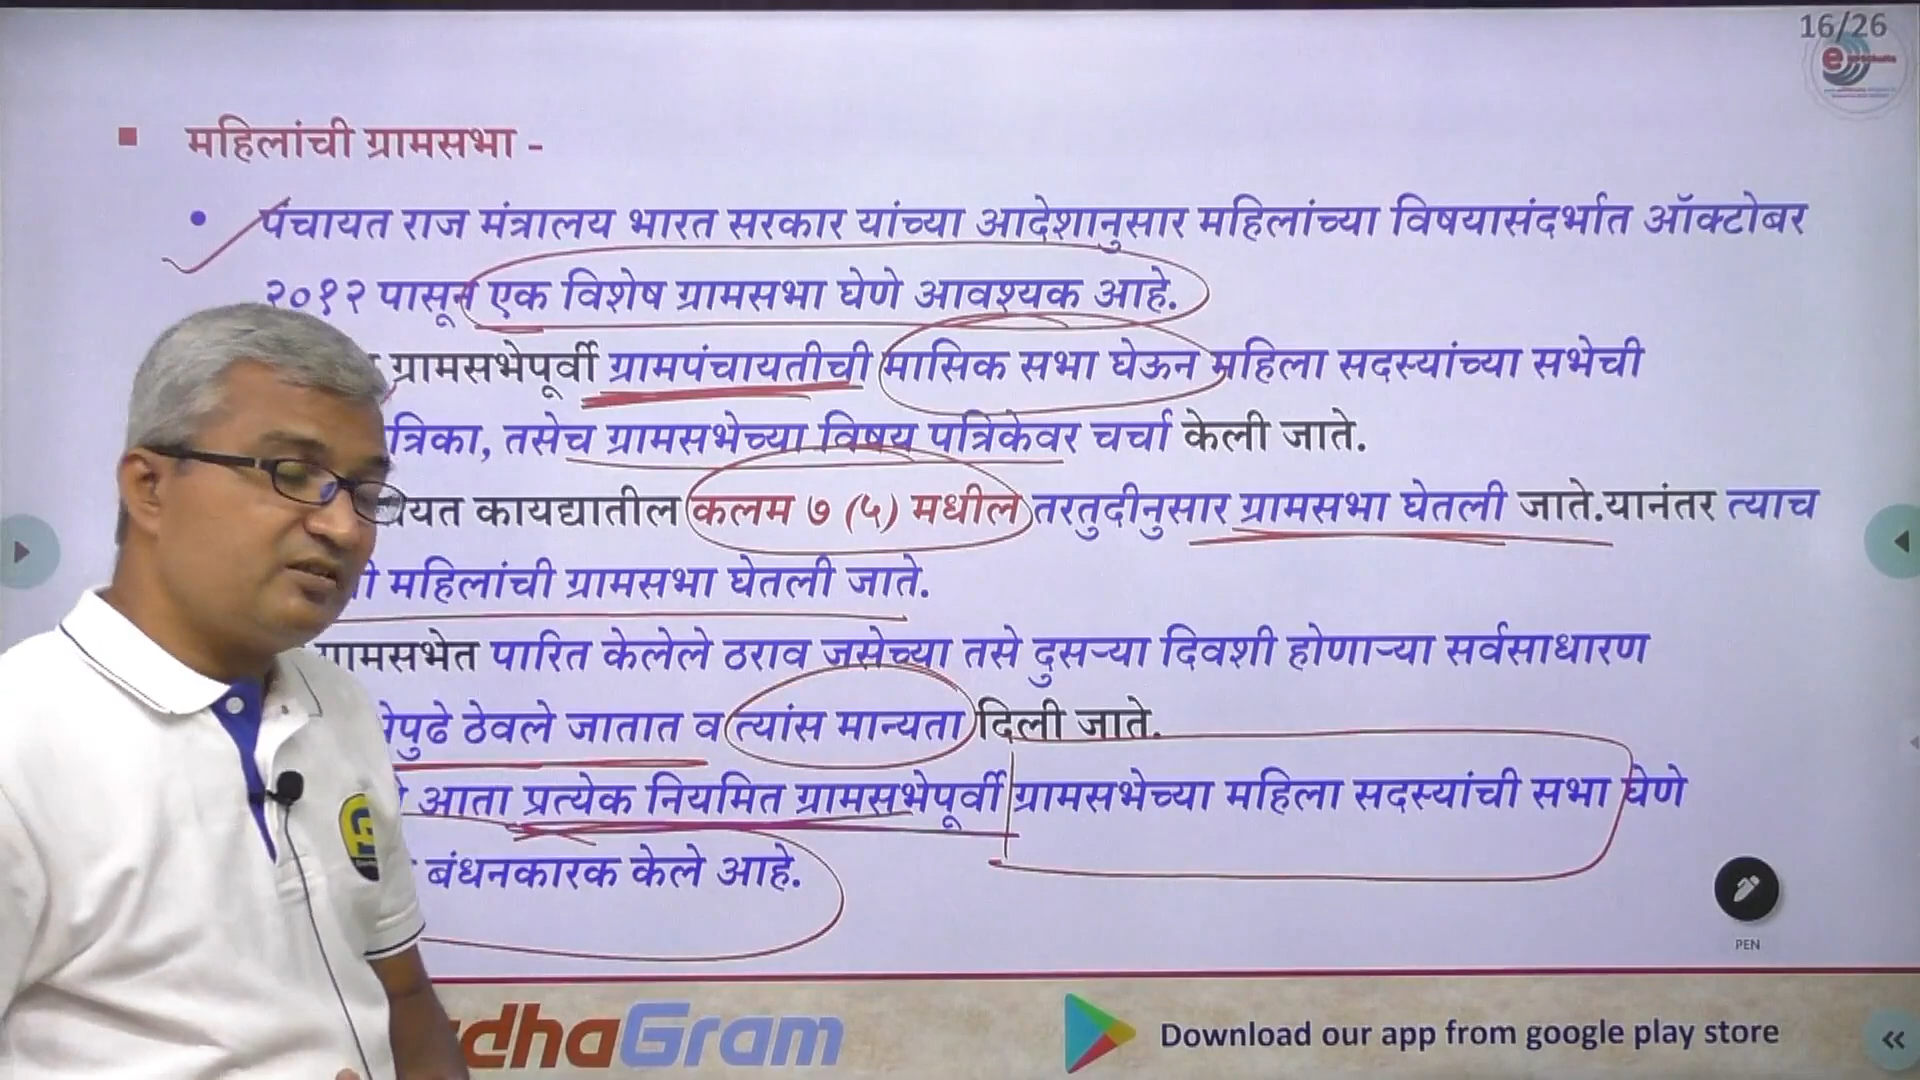 16/26
महिलांची ग्रामसभा -
पंचायत राज मंत्रालय भारत सरकार यांच्या आदेशानुसार महिलांच्या विषयासंदर्भात ऑक्टोबर
२०१२ पासून एक विशेष ग्रामसभा घेणे आवश्यक आहे.
ग्रामसभेपूर्वी ग्रामपंचायतीची मासिक सभा घेऊन महिला सदस्यांच्या सभेची
त्रिका, तसेच ग्रामसभेच्या विषय पत्रिकेवर चर्चा केली जाते.
यत कायद्यातील कलम ७ (५) मधील तरतुदीनुसार ग्रामसभा घेतली जाते.यानंतर त्याच
महिलांची ग्रामसभा घेतली जाते.
ग्रामसभेत पारित केलेले ठराव जसेच्या तसे दुसऱ्या दिवशी होणाऱ्या सर्वसाधारण
पुढे ठेवले जातात व त्यांस मान्यता दिली जाते.
आता प्रत्येक नियमित ग्रामसभेपूर्वी ग्रामसभेच्या महिला सदस्यांची सभा घेणे
बंधनकारक केले आहे.
PEN
dhaGram
Download our app from google play store